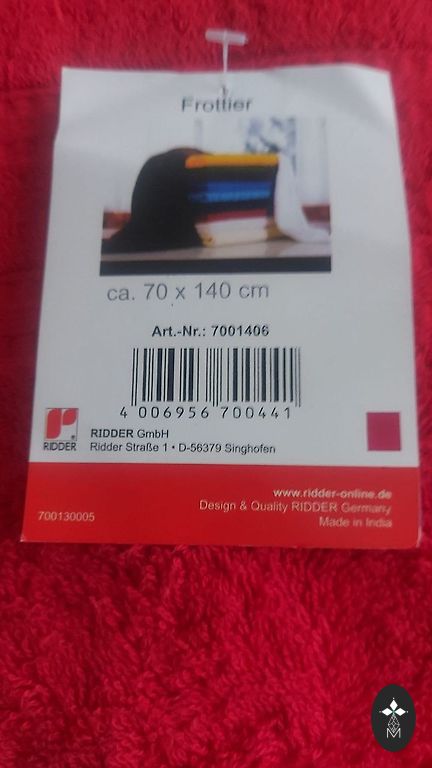 Frottier
ca. 70 x 140 cm
Art.-Nr.: 7001406
4 006956 700441
RIDDER
RIDDER GmbH
Ridder Straße 1 • D-56379 Singhofen
www.ridder-online.de
Design & Quality RIDDER Germany
Made in India
700130005
M